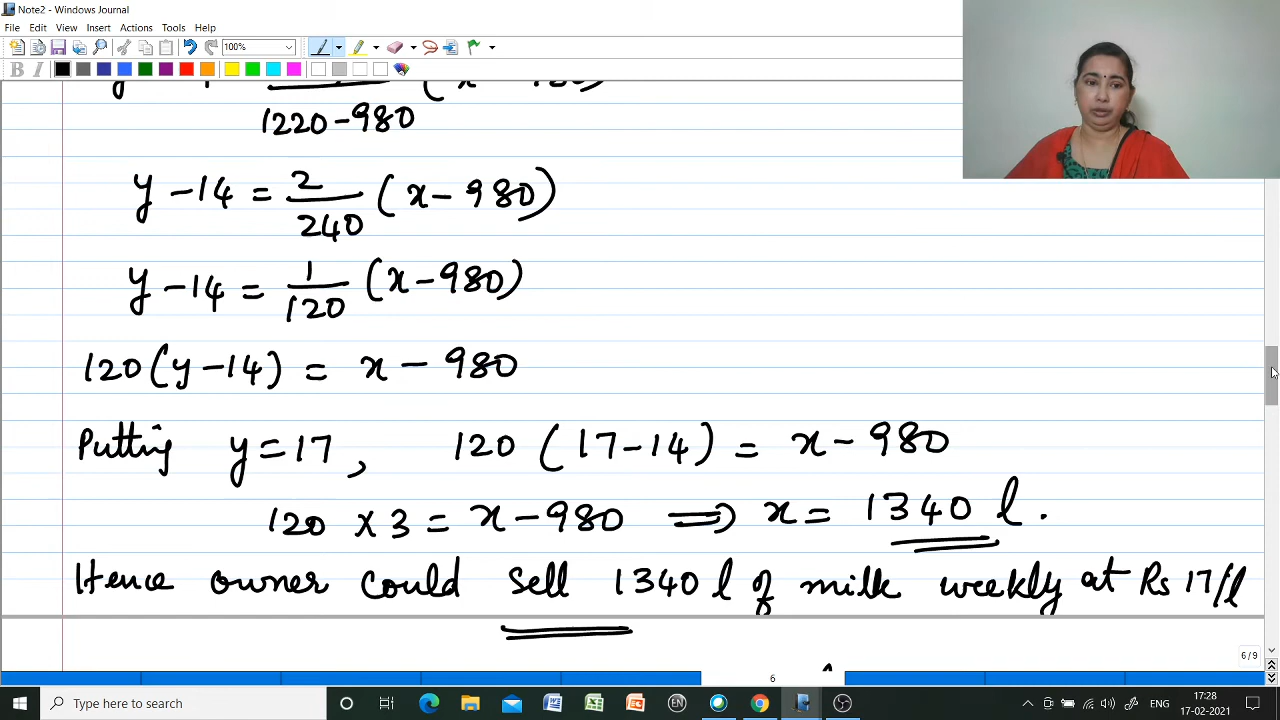 Note2 - Windows Journal
File Edit View Insert Actions Tools Help
100%
B I
1220-980
y-14 = 2/240 (x-980)
y-14 = 1/120 (x-980)
120(y-14) = x-980
Putting y=17, 120 (17-14) = x-980
120 x 3 = x-980 ⟹ x = 1340 l.
Hence owner could sell 1340 l of milk weekly at Rs 17/l
6/9
6
Type here to search
ENG
17:28
17-02-2021